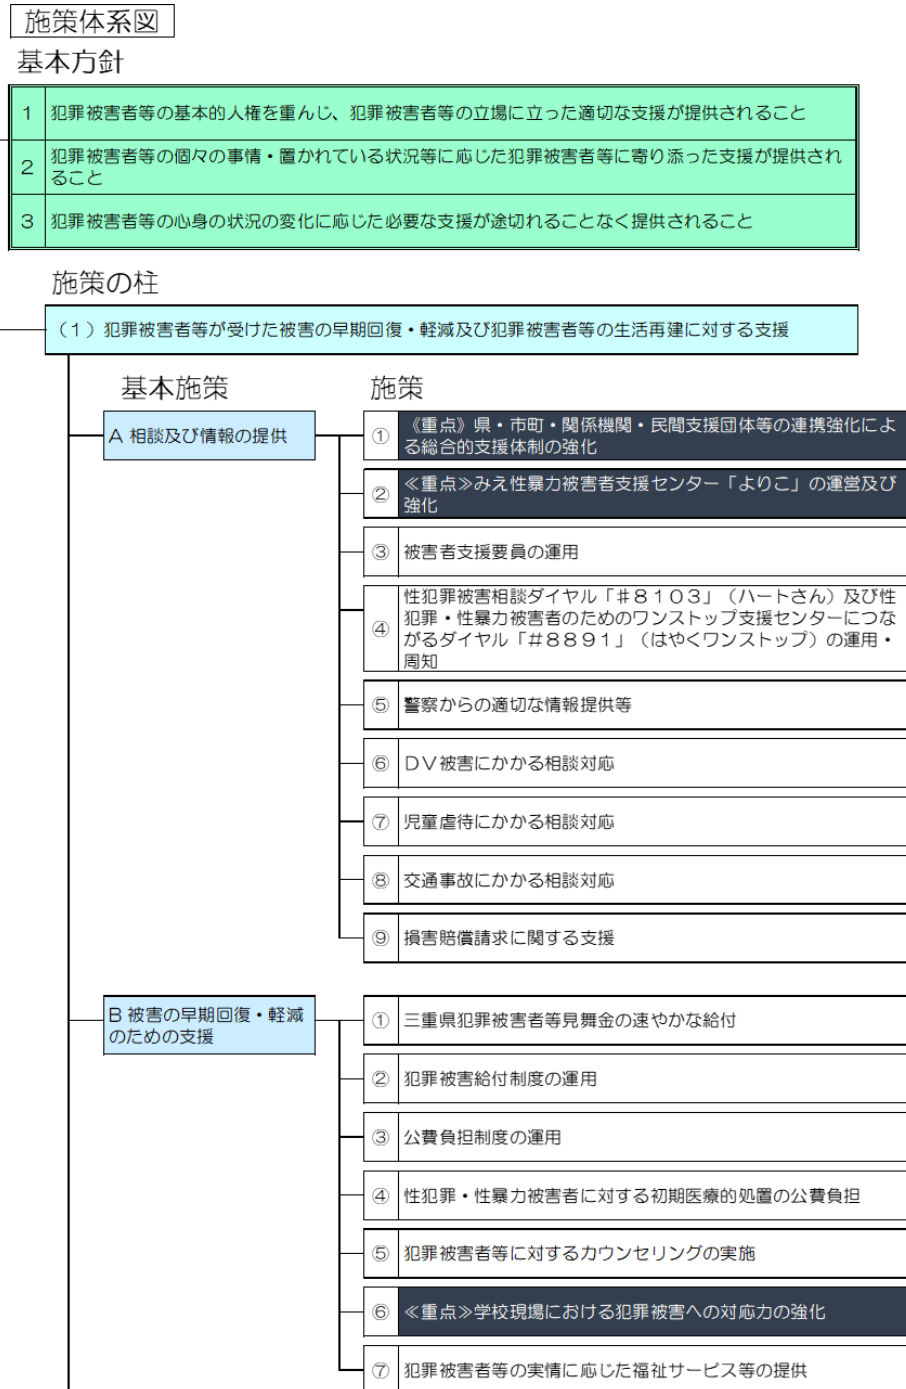 施策体系図
基本方針
1 犯罪被害者等の基本的人権を重んじ、犯罪被害者等の立場に立った適切な支援が提供されること
2 犯罪被害者等の個々の事情・置かれている状況等に応じた犯罪被害者等に寄り添った支援が提供され
ること
3 犯罪被害者等の心身の状況の変化に応じた必要な支援が途切れることなく提供されること
施策の柱
（１）犯罪被害者等が受けた被害の早期回復・軽減及び犯罪被害者等の生活再建に対する支援
基本施策 施策
A 相談及び情報の提供
① 《重点》県・市町・関係機関・民間支援団体等の連携強化によ
る総合的支援体制の強化
② ≪重点≫みえ性暴力被害者支援センター「よりこ」の運営及び
強化
③ 被害者支援要員の運用
④ 性犯罪被害相談ダイヤル「＃８１０３」（ハートさん）及び性
犯罪・性暴力被害者のためのワンストップ支援センターにつな
がるダイヤル「＃８８９１」（はやくワンストップ）の運用・
周知
⑤ 警察からの適切な情報提供等
⑥ ＤＶ被害にかかる相談対応
⑦ 児童虐待にかかる相談対応
⑧ 交通事故にかかる相談対応
⑨ 損害賠償請求に関する支援
B 被害の早期回復・軽減
のための支援
① 三重県犯罪被害者等見舞金の速やかな給付
② 犯罪被害給付制度の運用
③ 公費負担制度の運用
④ 性犯罪・性暴力被害者に対する初期医療的処置の公費負担
⑤ 犯罪被害者等に対するカウンセリングの実施
⑥ ≪重点≫学校現場における犯罪被害への対応力の強化
⑦ 犯罪被害者等の実情に応じた福祉サービス等の提供